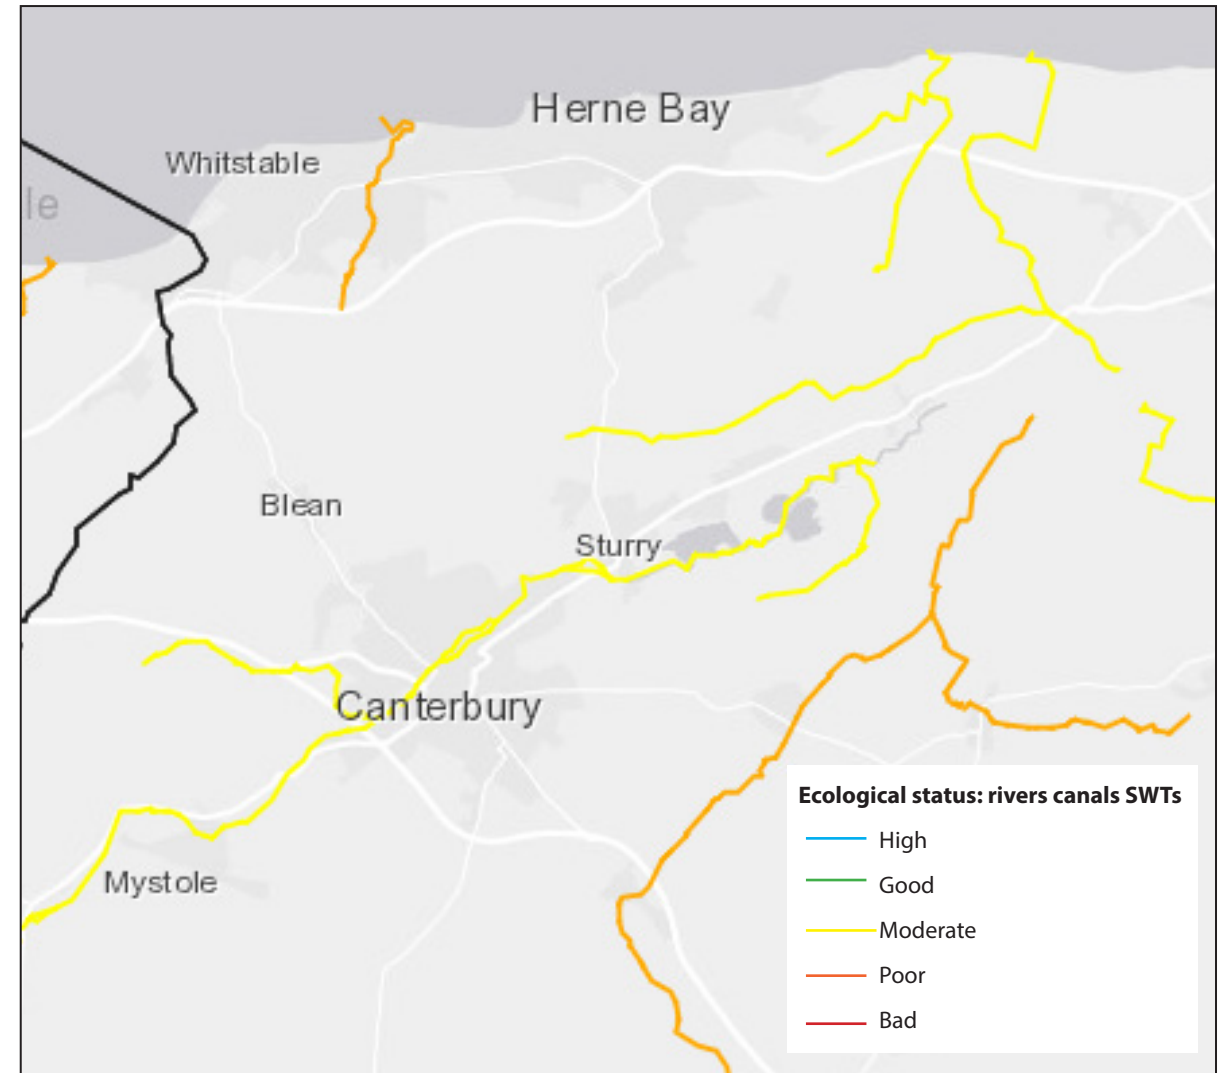 Herne Bay
Whitstable
le
Blean
Sturry
Canterbury
Mystole
Ecological status: rivers canals SWTs
High
Good
Moderate
Poor
Bad